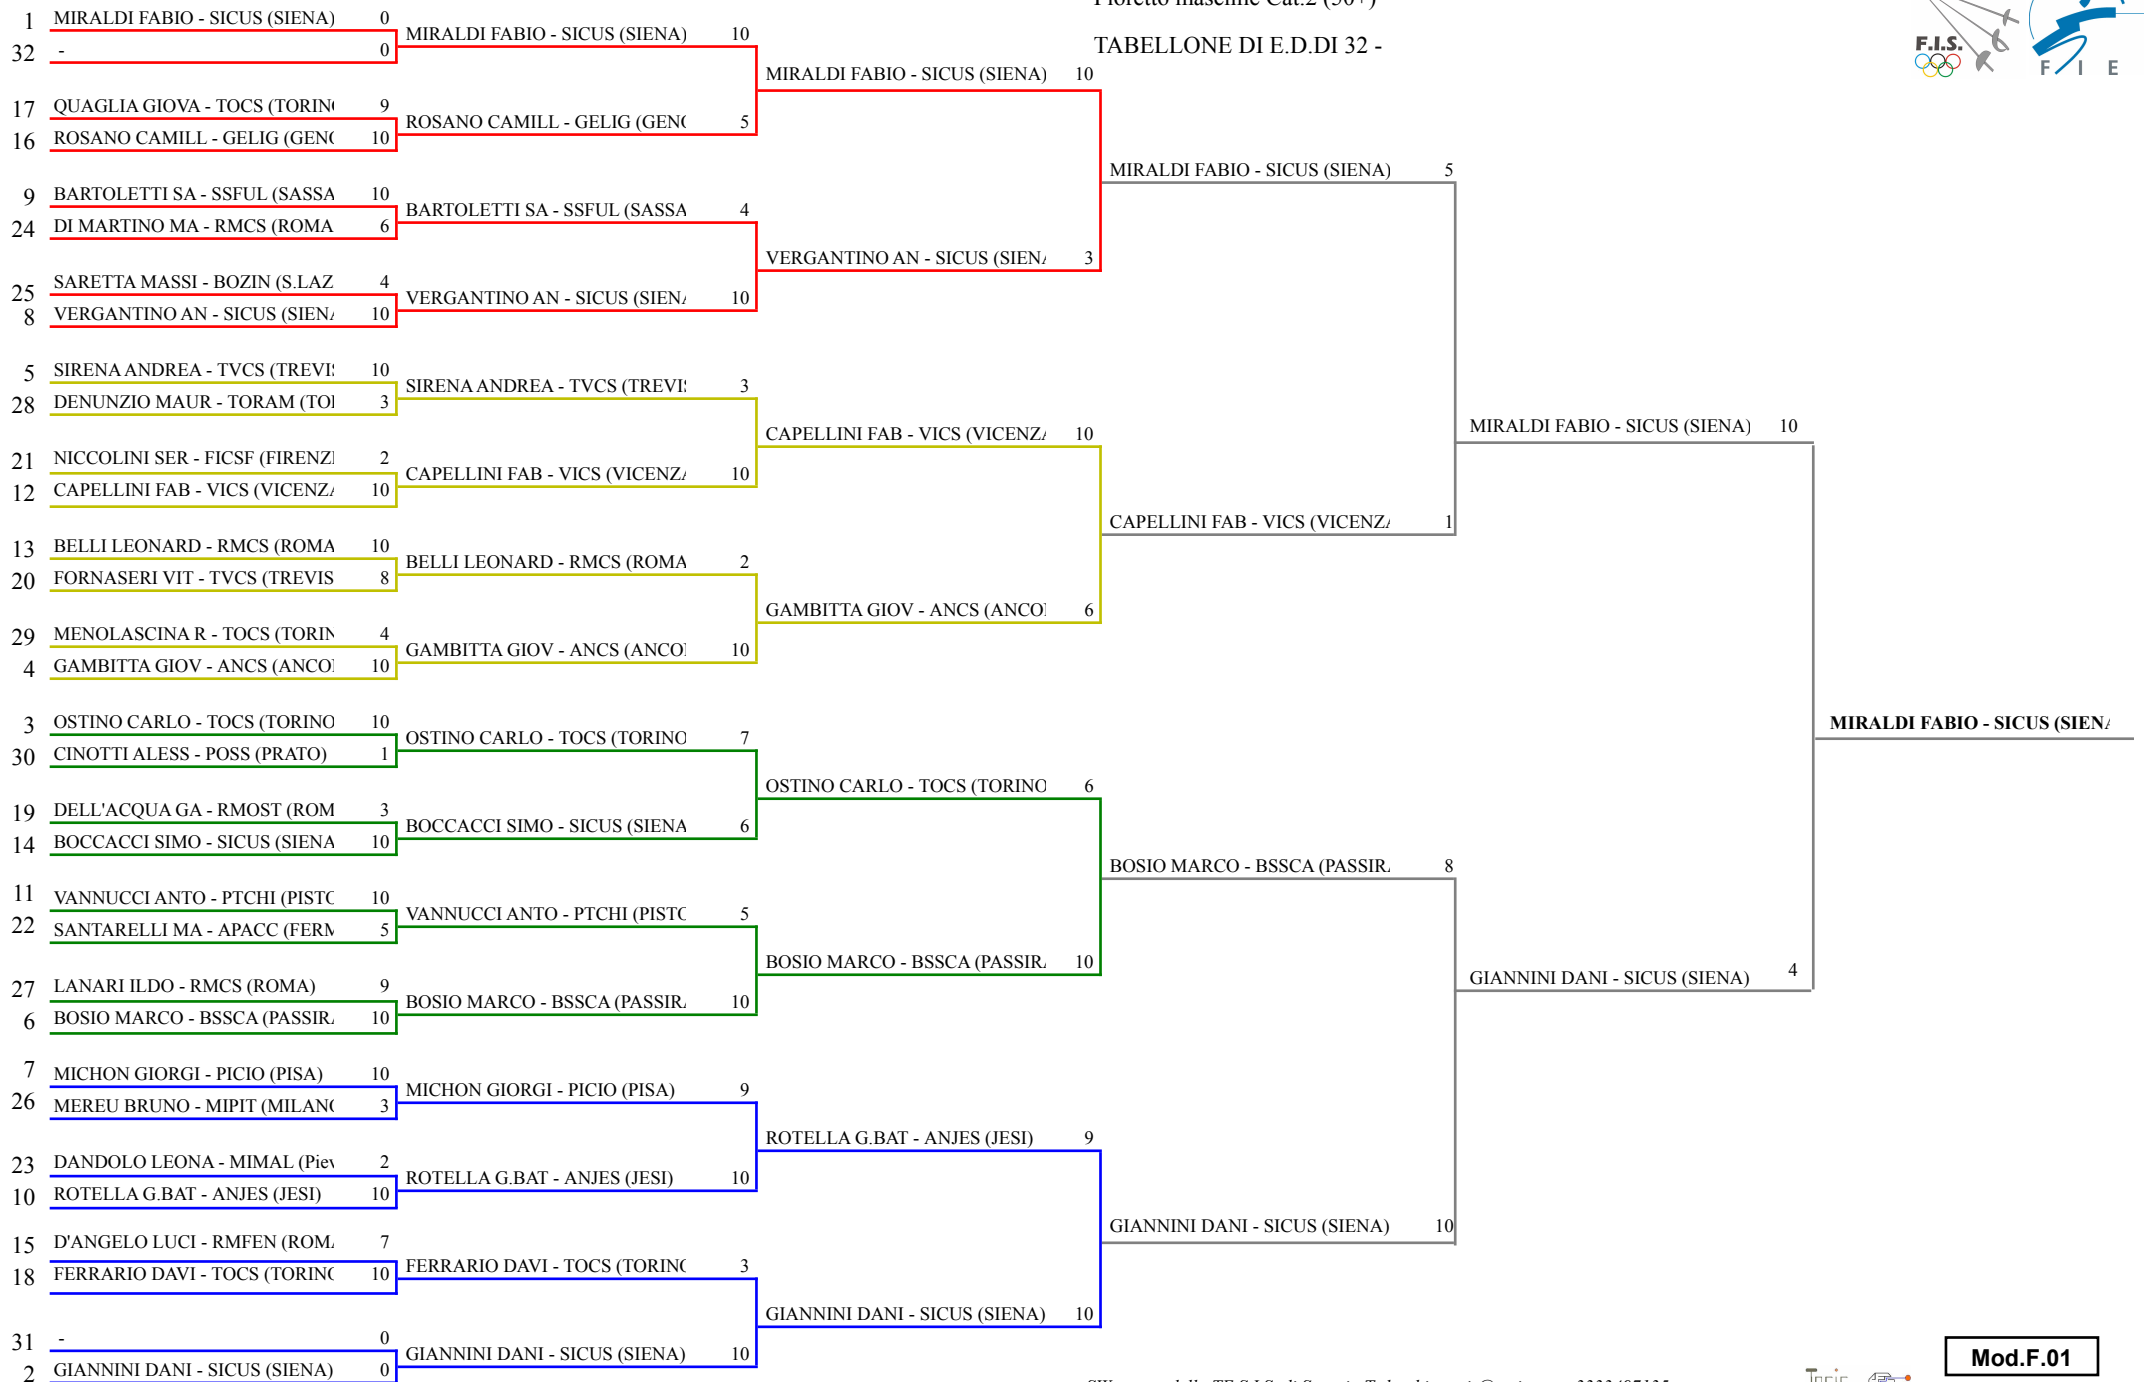 TABELLONE DI E.D.DI 32 -
F.I.S.
F I E
1 MIRALDI FABIO - SICUS (SIENA) 0
32 - 0
17 QUAGLIA GIOVA - TOCS (TORIN 9
16 ROSANO CAMILL - GELIG (GEN 10
9 BARTOLETTI SA - SSFUL (SASSA 10
24 DI MARTINO MA - RMCS (ROMA 6
25 SARETTA MASSI - BOZIN (S.LAZ 4
8 VERGANTINO AN - SICUS (SIEN 10
5 SIRENA ANDREA - TVCS (TREVI 10
28 DENUNZIO MAUR - TORAM (TO 3
21 NICCOLINI SER - FICSF (FIRENZ 2
12 CAPELLINI FAB - VICS (VICENZ 10
13 BELLI LEONARD - RMCS (ROMA 10
20 FORNASERI VIT - TVCS (TREVIS 8
29 MENOLASCINA R - TOCS (TORIN 4
4 GAMBITTA GIOV - ANCS (ANCO 10
3 OSTINO CARLO - TOCS (TORINO 10
30 CINOTTI ALESS - POSS (PRATO) 1
19 DELL'ACQUA GA - RMOST (ROM 3
14 BOCCACCI SIMO - SICUS (SIENA 10
11 VANNUCCI ANTO - PTCHI (PISTO 10
22 SANTARELLI MA - APACC (FERM 5
27 LANARI ILDO - RMCS (ROMA) 9
6 BOSIO MARCO - BSSCA (PASSIR 10
7 MICHON GIORGI - PICIO (PISA) 10
26 MEREU BRUNO - MIPIT (MILAN 3
23 DANDOLO LEONA - MIMAL (Piev 2
10 ROTELLA G.BAT - ANJES (JESI) 10
15 D'ANGELO LUCI - RMFEN (ROM 7
18 FERRARIO DAVI - TOCS (TORIN 10
31 - 0
2 GIANNINI DANI - SICUS (SIENA) 0
MIRALDI FABIO - SICUS (SIENA) 10
ROSANO CAMILL - GELIG (GEN 5
BARTOLETTI SA - SSFUL (SASSA 4
VERGANTINO AN - SICUS (SIEN 10
SIRENA ANDREA - TVCS (TREVI 3
CAPELLINI FAB - VICS (VICENZ 10
BELLI LEONARD - RMCS (ROMA 2
GAMBITTA GIOV - ANCS (ANCO 10
OSTINO CARLO - TOCS (TORINO 7
BOCCACCI SIMO - SICUS (SIENA 6
VANNUCCI ANTO - PTCHI (PISTO 5
BOSIO MARCO - BSSCA (PASSIR 10
MICHON GIORGI - PICIO (PISA) 9
ROTELLA G.BAT - ANJES (JESI) 10
FERRARIO DAVI - TOCS (TORIN 3
GIANNINI DANI - SICUS (SIENA) 10
MIRALDI FABIO - SICUS (SIENA) 10
VERGANTINO AN - SICUS (SIEN 3
CAPELLINI FAB - VICS (VICENZ 10
GAMBITTA GIOV - ANCS (ANCO 6
OSTINO CARLO - TOCS (TORINO 6
BOSIO MARCO - BSSCA (PASSIR 10
ROTELLA G.BAT - ANJES (JESI) 9
GIANNINI DANI - SICUS (SIENA) 10
MIRALDI FABIO - SICUS (SIENA) 5
CAPELLINI FAB - VICS (VICENZ 1
BOSIO MARCO - BSSCA (PASSIR 8
GIANNINI DANI - SICUS (SIENA) 10
MIRALDI FABIO - SICUS (SIENA) 10
GIANNINI DANI - SICUS (SIENA) 4
MIRALDI FABIO - SICUS (SIEN
Mod.F.01